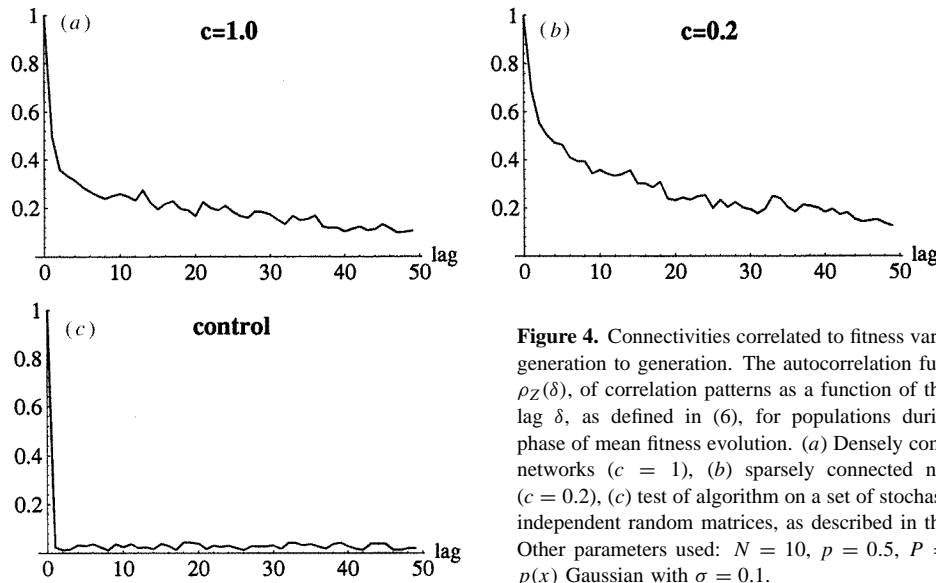 (a) c=1.0
1
0.8
0.6
0.4
0.2
0 10 20 30 40 50
lag
(b) c=0.2
1
0.8
0.6
0.4
0.2
0 10 20 30 40 50
lag
(c) control
1
0.8
0.6
0.4
0.2
0 10 20 30 40 50
lag
Figure 4. Connectivities correlated to fitness var
generation to generation. The autocorrelation fu
ρZ(δ), of correlation patterns as a function of th
lag δ, as defined in (6), for populations duri
phase of mean fitness evolution. (a) Densely con
networks (c = 1), (b) sparsely connected n
(c = 0.2), (c) test of algorithm on a set of stochas
independent random matrices, as described in th
Other parameters used: N = 10, p = 0.5, P =
p(x) Gaussian with σ = 0.1.